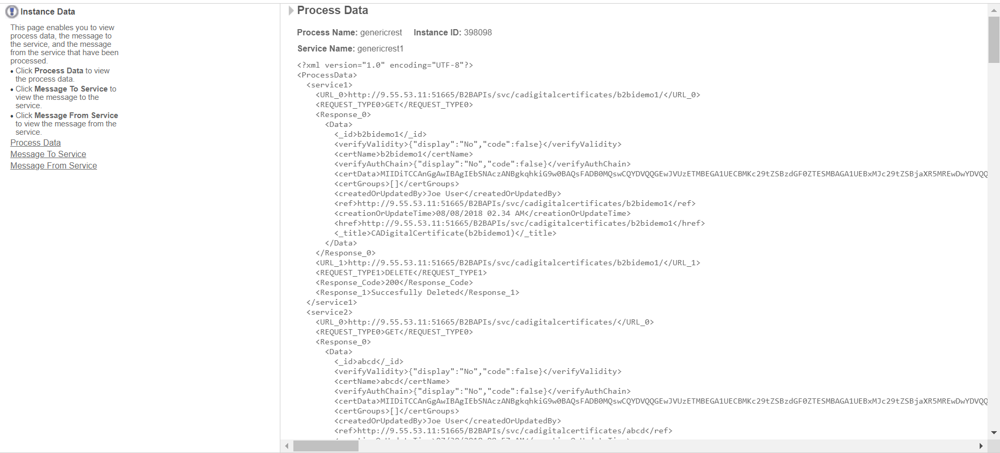 Instance Data
This page enables you to view
process data, the message to
the service, and the message
from the service that have been
processed.
• Click Process Data to view
the process data.
• Click Message To Service to
view the message to the
service.
• Click Message From Service
to view the message from the
service.
Process Data
Message To Service
Message From Service
Process Data
Process Name: genericrest Instance ID: 398098
Service Name: genericrest1
<?xml version="1.0" encoding="UTF-8"?>
<ProcessData>
<service1>
<URL_0>http://9.55.53.11:51665/B2BAPIs/svc/cadigitalcertificates/b2bidemo1/</URL_0>
<REQUEST_TYPE0>GET</REQUEST_TYPE0>
<Response_0>
<Data>
<_id>b2bidemo1</_id>
<verifyValidity>{"display":"No","code":false}</verifyValidity>
<certName>b2bidemo1</certName>
<verifyAuthChain>{"display":"No","code":false}</verifyAuthChain>
<certData>MIIDiTCCAnGgAwIBAgIEbSNAczANBgkqhkiG9w0BAQsFADB0MQswCQYDVQQGEwJVUzETMBEGA1UECBMKc29tZSBzdGF0ZTESMBAGA1UEBxMJc29tZSBjaXR5MREwDwYDVQQ
<certGroups>[]</certGroups>
<createdOrUpdatedBy>Joe User</createdOrUpdatedBy>
<ref>http://9.55.53.11:51665/B2BAPIs/svc/cadigitalcertificates/b2bidemo1</ref>
<creationOrUpdateTime>08/08/2018 02.34 AM</creationOrUpdateTime>
<href>http://9.55.53.11:51665/B2BAPIs/svc/cadigitalcertificates/b2bidemo1</href>
<_title>CADigitalCertificate(b2bidemo1)</_title>
</Data>
</Response_0>
<URL_1>http://9.55.53.11:51665/B2BAPIs/svc/cadigitalcertificates/b2bidemo1/</URL_1>
<REQUEST_TYPE1>DELETE</REQUEST_TYPE1>
<Response_Code>200</Response_Code>
<Response_1>Succesfully Deleted</Response_1>
</service1>
<service2>
<URL_0>http://9.55.53.11:51665/B2BAPIs/svc/cadigitalcertificates/</URL_0>
<REQUEST_TYPE0>GET</REQUEST_TYPE0>
<Response_0>
<Data>
<_id>abcd</_id>
<verifyValidity>{"display":"No","code":false}</verifyValidity>
<certName>abcd</certName>
<verifyAuthChain>{"display":"No","code":false}</verifyAuthChain>
<certData>MIIDiTCCAnGgAwIBAgIEbSNAczANBgkqhkiG9w0BAQsFADB0MQswCQYDVQQGEwJVUzETMBEGA1UECBMKc29tZSBzdGF0ZTESMBAGA1UEBxMJc29tZSBjaXR5MREwDwYDVQQ
<certGroups>[]</certGroups>
<createdOrUpdatedBy>Joe User</createdOrUpdatedBy>
<ref>http://9.55.53.11:51665/B2BAPIs/svc/cadigitalcertificates/abcd</ref>